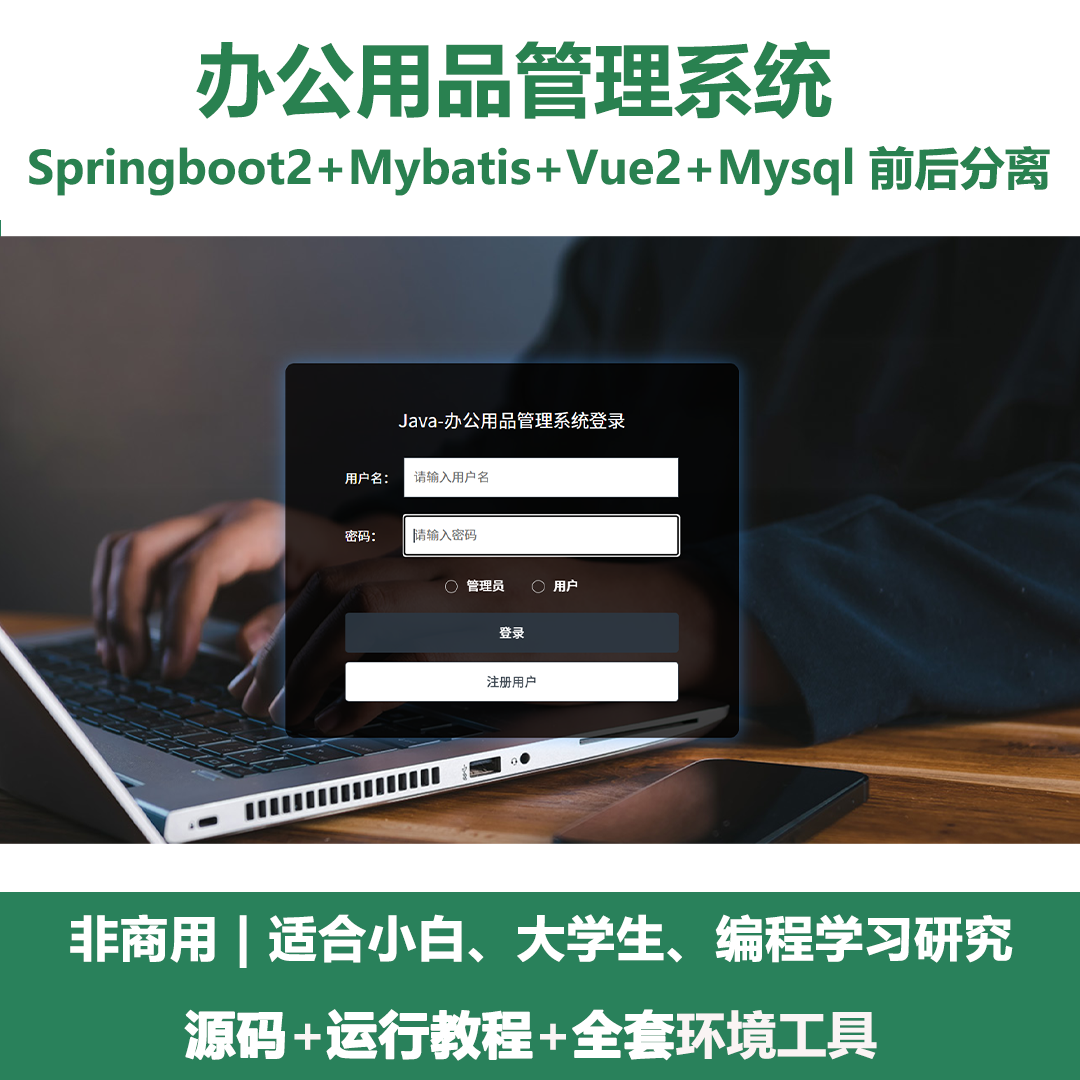 办公用品管理系统
Springboot2+Mybatis+Vue2+Mysql 前后分离
Java-办公用品管理系统登录
用户名： 请输入用户名
密码： 请输入密码
管理员 用户
登录
注册用户
非商用｜适合小白、大学生、编程学习研究
源码+运行教程+全套环境工具